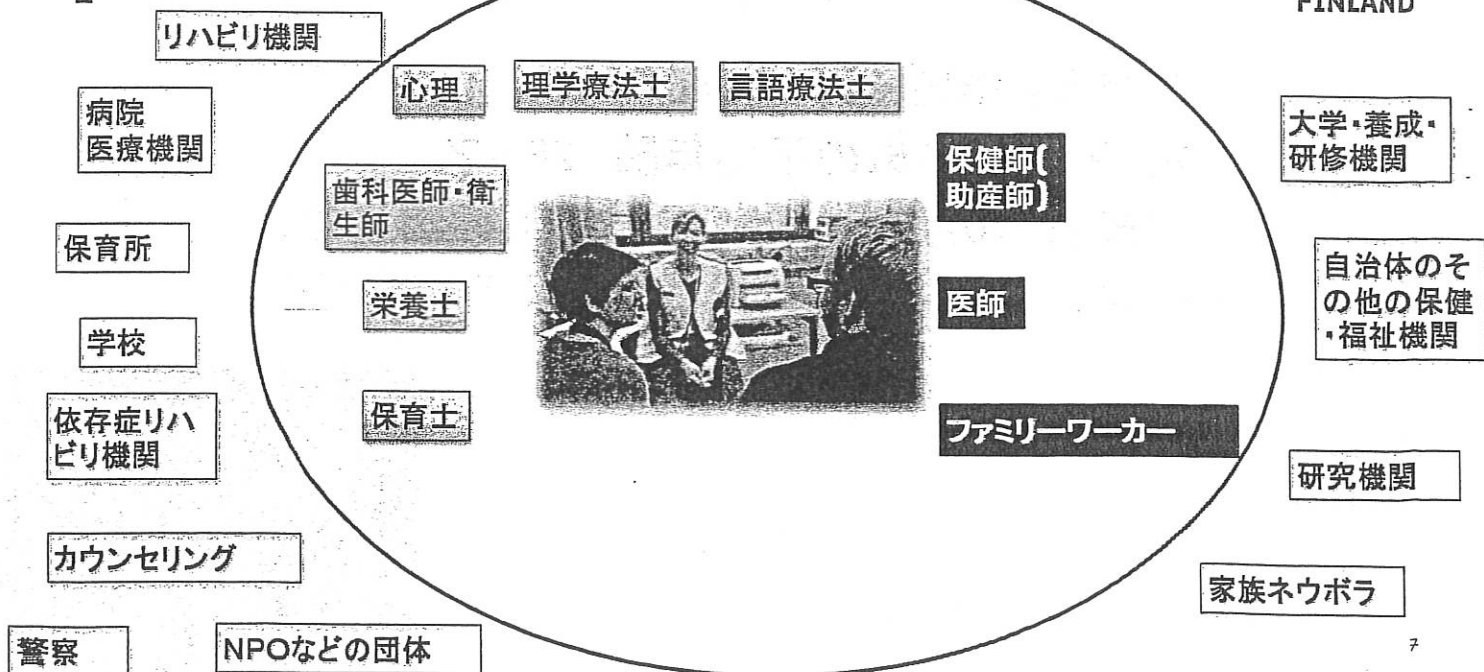 FINLAND
リハビリ機関
心理
理学療法士
言語療法士
病院
医療機関
大学・養成・
研修機関
保健師(
助産師)
歯科医師・衛
生師
保育所
自治体のそ
の他の保健
・福祉機関
栄養士
医師
学校
依存症リハ
ビリ機関
保育士
ファミリーワーカー
研究機関
カウンセリング
家族ネウボラ
警察
NPOなどの団体
7